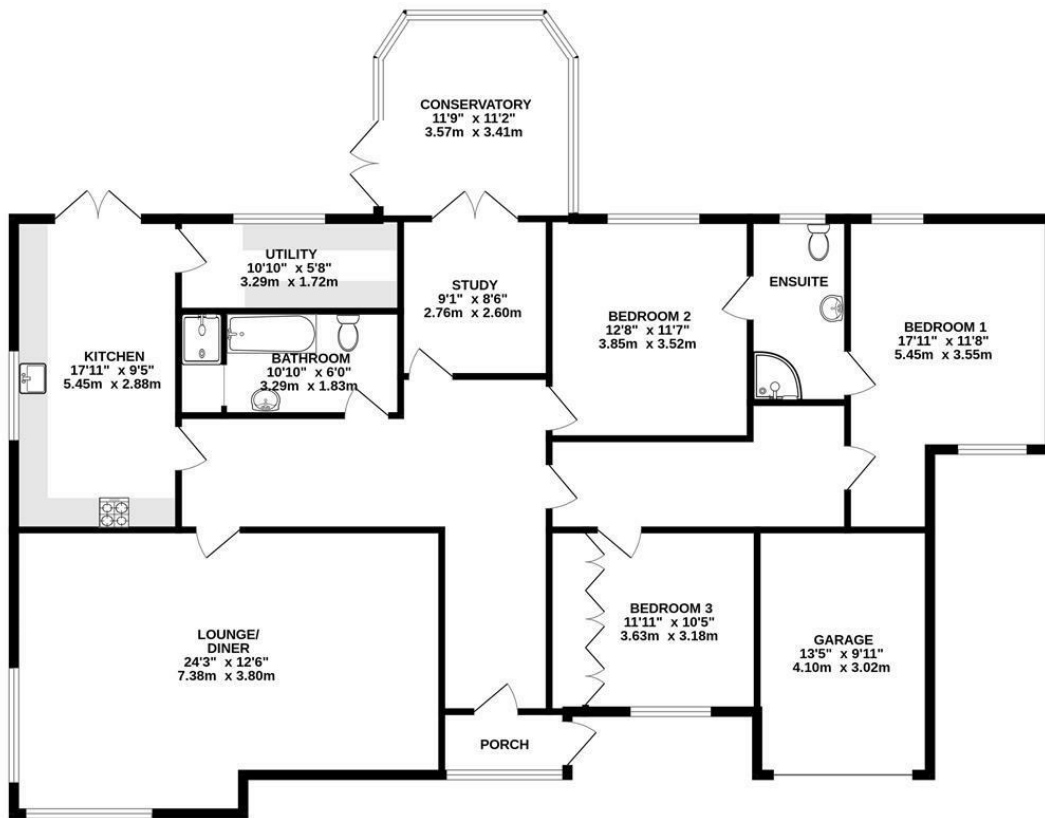 CONSERVATORY
11'9" x 11'2"
3.57m x 3.41m
UTILITY
10'10" x 5'8"
3.29m x 1.72m
STUDY
9'1" x 8'6"
2.76m x 2.60m
ENSUITE
BEDROOM 2
12'8" x 11'7"
3.85m x 3.52m
BEDROOM 1
17'11" x 11'8"
5.45m x 3.55m
KITCHEN
17'11" x 9'5"
5.45m x 2.88m
BATHROOM
10'10" x 6'0"
3.29m x 1.83m
LOUNGE/
DINER
24'3" x 12'6"
7.38m x 3.80m
BEDROOM 3
11'11" x 10'5"
3.63m x 3.18m
GARAGE
13'5" x 9'11"
4.10m x 3.02m
PORCH